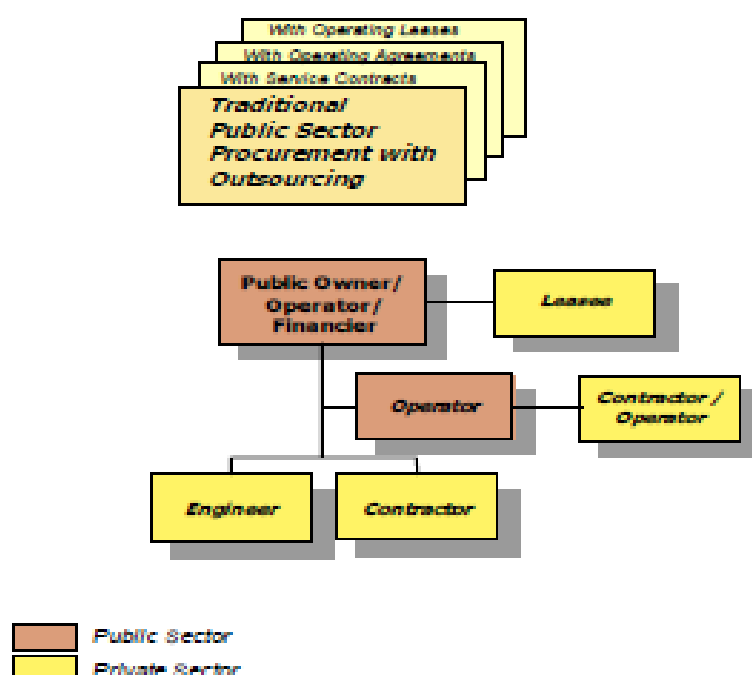 With Operating Leases
With Operating Agreements
With Service Contracts
Traditional
Public Sector
Procurement with
Outsourcing
Public Owner/
Operator/
Financier
Leasee
Operator
Contractor /
Operator
Engineer
Contractor
Public Sector
Private Sector